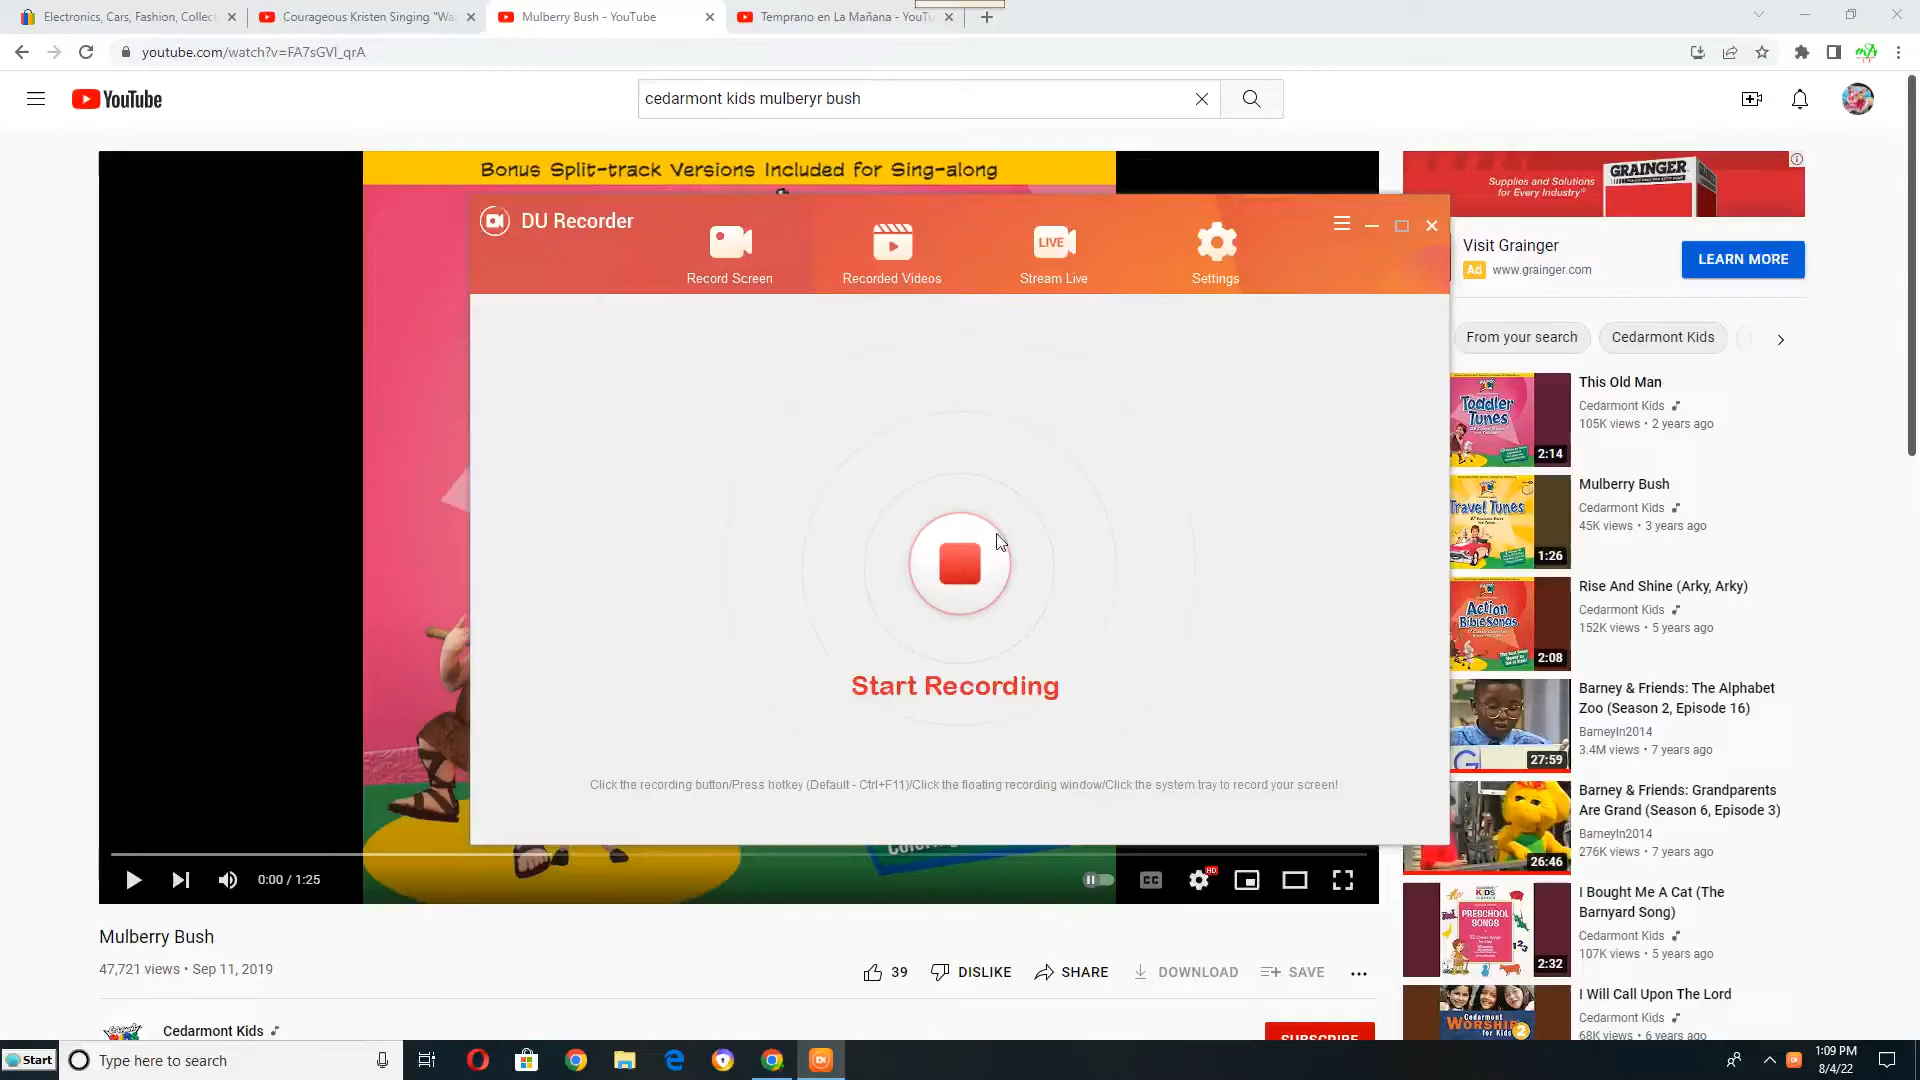 Electronics, Cars, Fashion, Collect
Courageous Kristen Singing "Wa
Mulberry Bush - YouTube
Temprano en La Mañana - YouTu
youtube.com/watch?v=FA7sGVl_qrA
YouTube
cedarmont kids mulberyr bush
Bonus Split-track Versions Included for Sing-along
DU Recorder
Record Screen
Recorded Videos
LIVE
Stream Live
Settings
Start Recording
Click the recording button/Press hotkey (Default - Ctrl+F11)/Click the floating recording window/Click the system tray to record your screen!
0:00 / 1:25
CC
HD
Mulberry Bush
47,721 views • Sep 11, 2019
39
DISLIKE
SHARE
DOWNLOAD
SAVE
Cedarmont Kids
SUBSCRIBE
Supplies and Solutions
for Every Industry®
GRAINGER
Visit Grainger
Ad
www.grainger.com
LEARN MORE
From your search
Cedarmont Kids
Toddler
Tunes
2:14
This Old Man
Cedarmont Kids
105K views • 2 years ago
Travel Tunes
1:26
Mulberry Bush
Cedarmont Kids
45K views • 3 years ago
Action
Bible Songs
2:08
Rise And Shine (Arky, Arky)
Cedarmont Kids
152K views • 5 years ago
G
27:59
Barney & Friends: The Alphabet
Zoo (Season 2, Episode 16)
BarneyIn2014
3.4M views • 7 years ago
26:46
Barney & Friends: Grandparents
Are Grand (Season 6, Episode 3)
BarneyIn2014
276K views • 7 years ago
KIDS
PRESCHOOL
SONGS
2:32
I Bought Me A Cat (The
Barnyard Song)
Cedarmont Kids
107K views • 5 years ago
Cedarmont
WORSHIP
for Kids 2
I Will Call Upon The Lord
Cedarmont Kids
68K views • 6 years ago
Start
Type here to search
1:09 PM
8/4/22